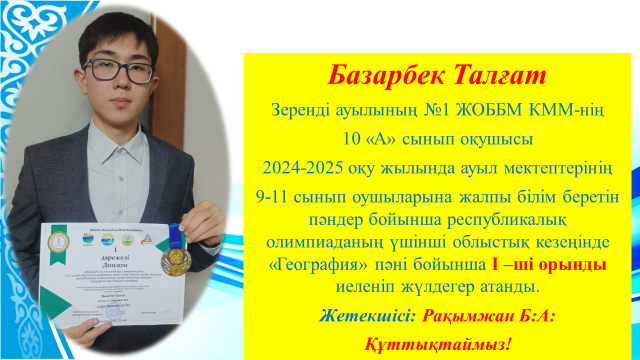 Базарбек Талғат
Зеренді ауылының №1 ЖОББМ КММ-нің
10 «А» сынып оқушысы
2024-2025 оқу жылында ауыл мектептерінің
9-11 сынып оушыларына жалпы білім беретін
пәндер бойынша республикалық
олимпиаданың үшінші облыстық кезеңінде
«География» пәні бойынша І –ші орынды
иеленіп жүлдегер атанды.
Жетекшісі: Рақымжан Б:А:
Құттықтаймыз!
І
дәрежелі
Диплом